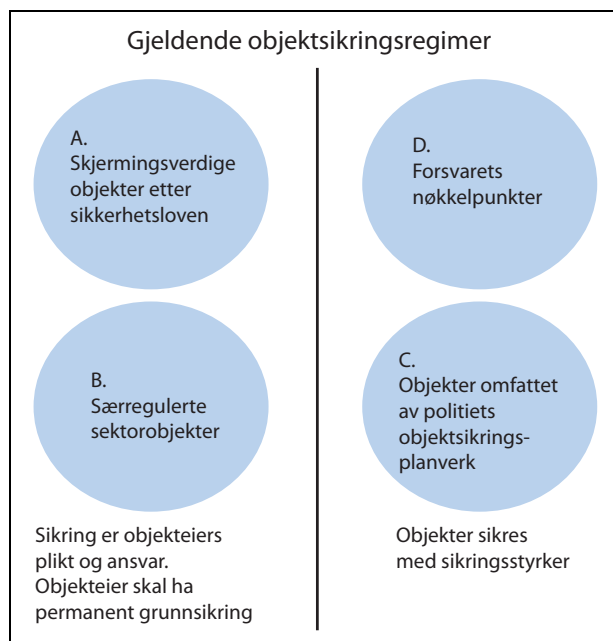 Gjeldende objektsikringsregimer
A.
Skjermingsverdige
objekter etter
sikkerhetsloven
B.
Særregulerte
sektorobjekter
Sikring er objekteiers
plikt og ansvar.
Objekteier skal ha
permanent grunnsikring
D.
Forsvarets
nøkkelpunkter
C.
Objekter omfattet
av politiets
objektsikrings-
planverk
Objekter sikres
med sikringsstyrker